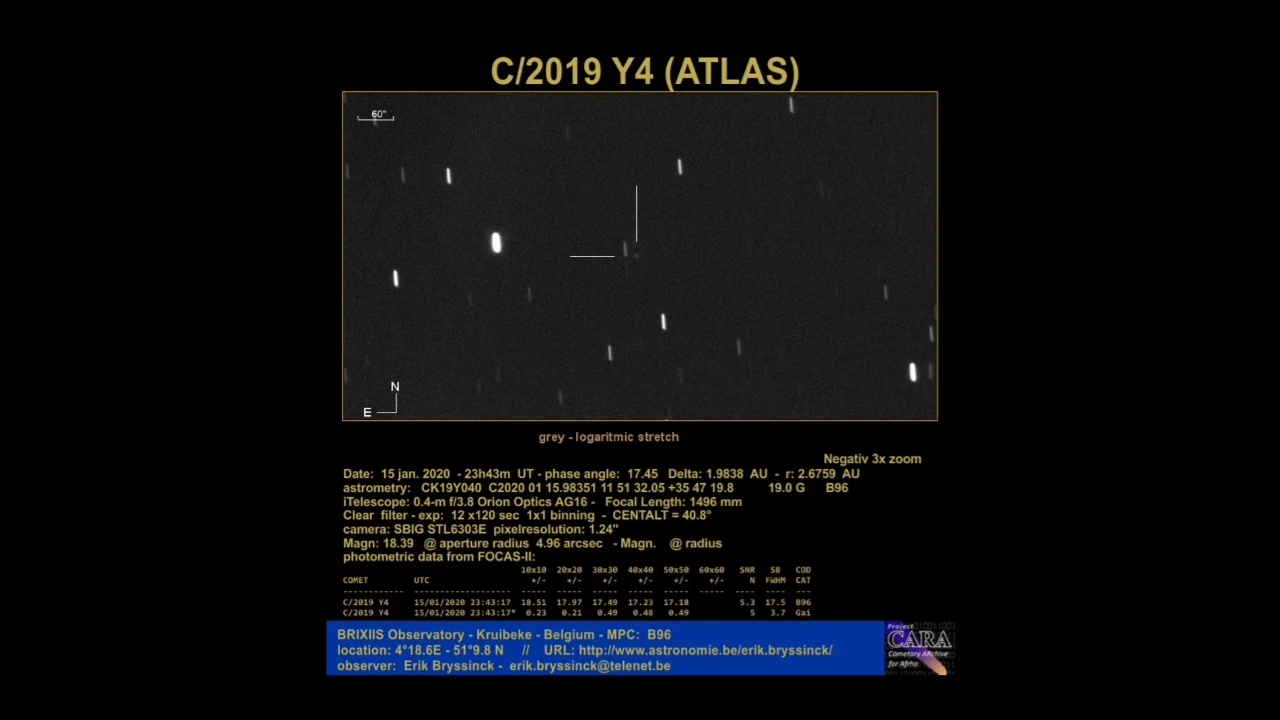 C/2019 Y4 (ATLAS)
60"
N
E
grey - logaritmic stretch
Negativ 3x zoom
Date: 15 jan. 2020 - 23h43m UT - phase angle: 17.45 Delta: 1.9838 AU - r: 2.6759 AU
astrometry: CK19Y040 C2020 01 15.98351 11 51 32.05 +35 47 19.8 19.0 G B96
iTelescope: 0.4-m f/3.8 Orion Optics AG16 - Focal Length: 1496 mm
Clear filter - exp: 12 x120 sec 1x1 binning - CENTALT = 40.8°
camera: SBIG STL6303E pixelresolution: 1.24"
Magn: 18.39 @ aperture radius 4.96 arcsec - Magn. @ radius
photometric data from FOCAS-II:
10x10 20x20 30x30 40x40 50x50 60x60 SNR SB COD
COMET UTC +/- +/- +/- +/- +/- +/- N FWHM CAT
------------ ------------------- ----- ----- ----- ----- ----- ----- ---- ---- ---
C/2019 Y4 15/01/2020 23:43:17 18.51 17.97 17.49 17.23 17.18 5.3 17.5 B96
C/2019 Y4 15/01/2020 23:43:17* 0.23 0.21 0.49 0.48 0.49 5 3.7 Gai
BRIXIIS Observatory - Kruibeke - Belgium - MPC: B96
location: 4°18.6E - 51°9.8 N // URL: http://www.astronomie.be/erik.bryssinck/
observer: Erik Bryssinck - erik.bryssinck@telenet.be
Project
CARA
Cometary ARchive
for Afrho